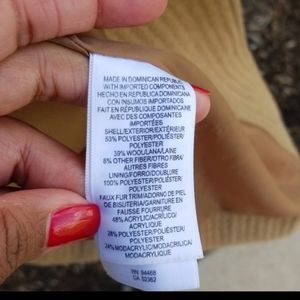 MADE IN DOMINICAN REPUBLIC
WITH IMPORTED COMPONENTS
HECHO EN REPUBLICA DOMINICANA
CON INSUMOS IMPORTADOS
FAIT EN RÉPUBLIQUE DOMINICAINE
AVEC DES COMPOSANTES
IMPORTÉES
SHELL/EXTERIOR/EXTÉRIEUR
53% POLYESTER/POLIÉSTER/
POLYESTER
39% WOOL/LANA/LAINE
8% OTHER FIBER/OTRO FIBRA/
AUTRES FIBRES
LINING/FORRO/DOUBLURE
100% POLYESTER/POLIÉSTER/
POLYESTER
FAUX FUR TRIM/ADORNO DE PIEL
DE BISUTERIA/GARNITURE EN
FAUSSE FOURRURE
48% ACRYLIC/ACRÍLICO/
ACRYLIQUE
28% POLYESTER/POLIÉSTER/
POLYESTER
24% MODACRYLIC/MODACRILICA/
MODACRYLIQUE
RN 94468
CA 52362